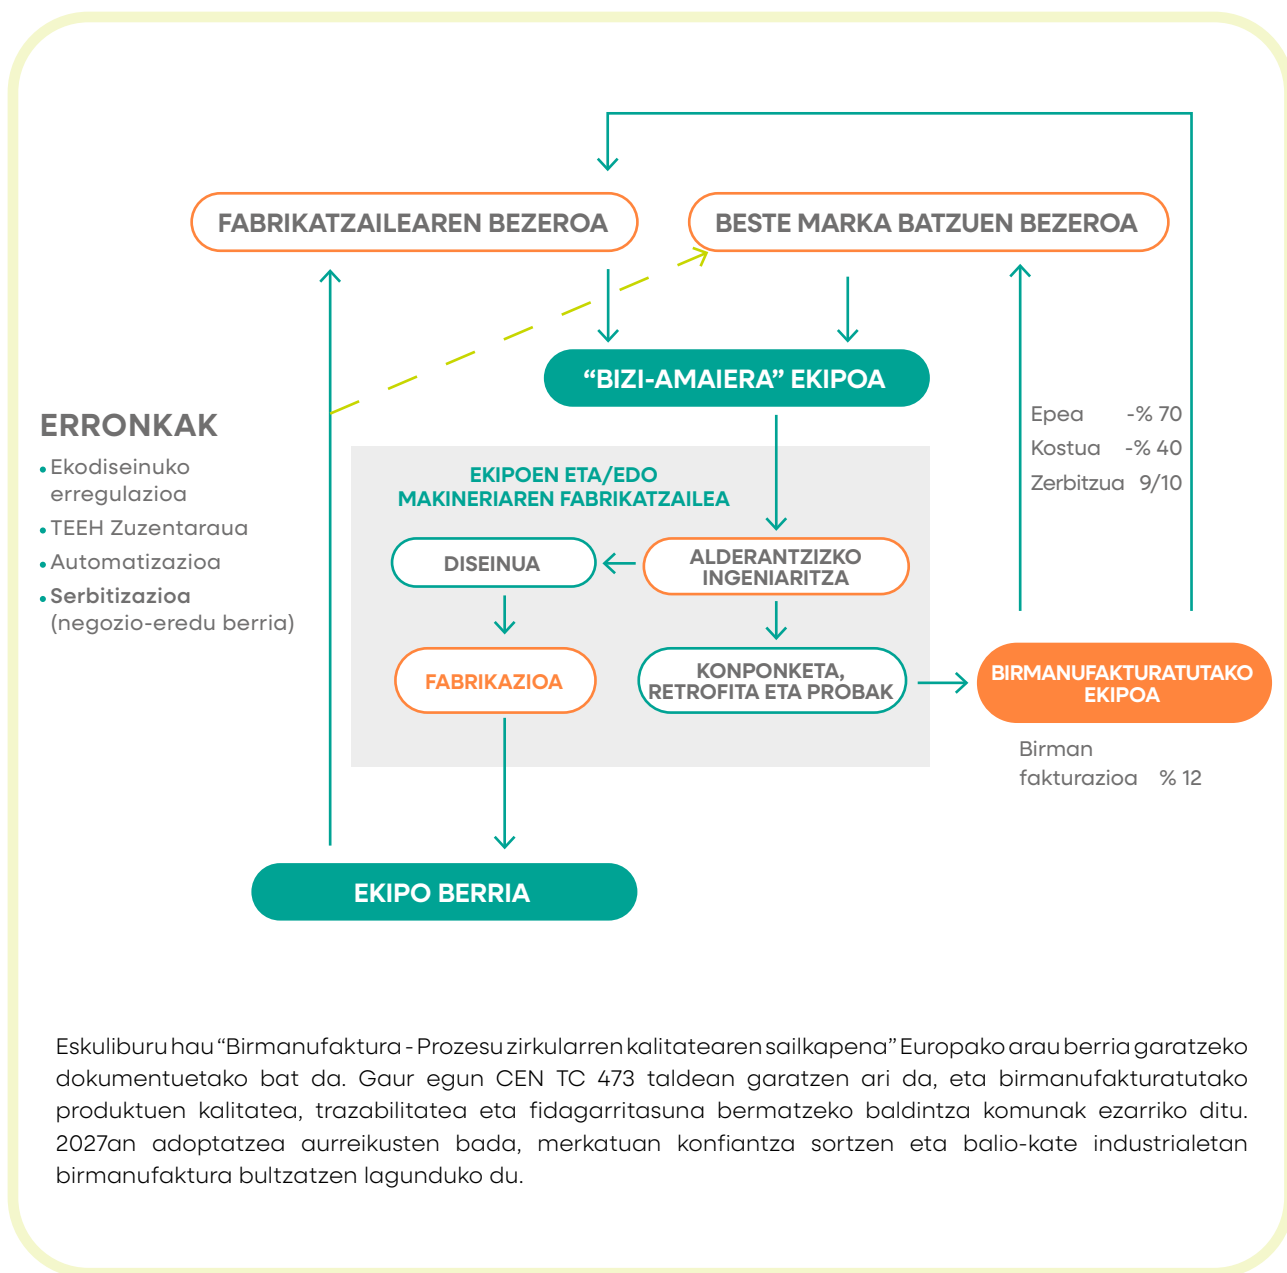 FABRIKATZAILEAREN BEZEROA
BESTE MARKA BATZUEN BEZEROA
“BIZI-AMAIERA” EKIPOA
ERRONKAK
• Ekodiseinuko
erregulazioa
• TEEH Zuzentaraua
• Automatizazioa
• Serbitizazioa
(negozio-eredu berria)
Epea -% 70
Kostua -% 40
Zerbitzua 9/10
EKIPOEN ETA/EDO
MAKINERIAREN FABRIKATZAILEA
DISEINUA
ALDERANTZIZKO
INGENIARITZA
FABRIKAZIOA
KONPONKETA,
RETROFITA ETA PROBAK
BIRMANUFAKTURATUTAKO
EKIPOA
Birman
fakturazioa % 12
EKIPO BERRIA
Eskuliburu hau “Birmanufaktura - Prozesu zirkularren kalitatearen sailkapena” Europako arau berria garatzeko
dokumentuetako bat da. Gaur egun CEN TC 473 taldean garatzen ari da, eta birmanufakturatutako
produktuen kalitatea, trazabilitatea eta fidagarritasuna bermatzeko baldintza komunak ezarriko ditu.
2027an adoptatzea aurreikusten bada, merkatuan konfiantza sortzen eta balio-kate industrialetan
birmanufaktura bultzatzen lagunduko du.